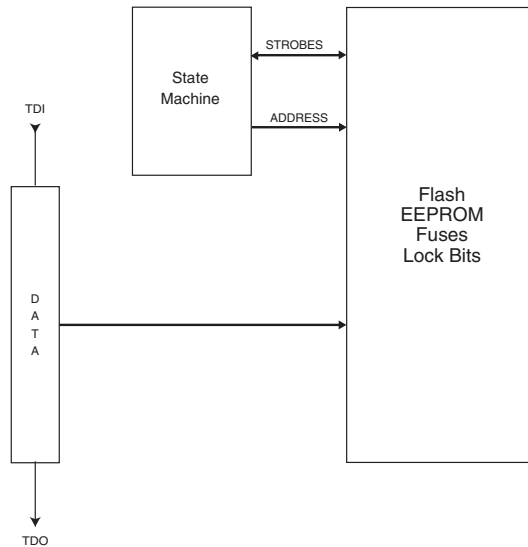 STROBES
State
Machine
ADDRESS
TDI
Flash
EEPROM
Fuses
Lock Bits
D
A
T
A
TDO